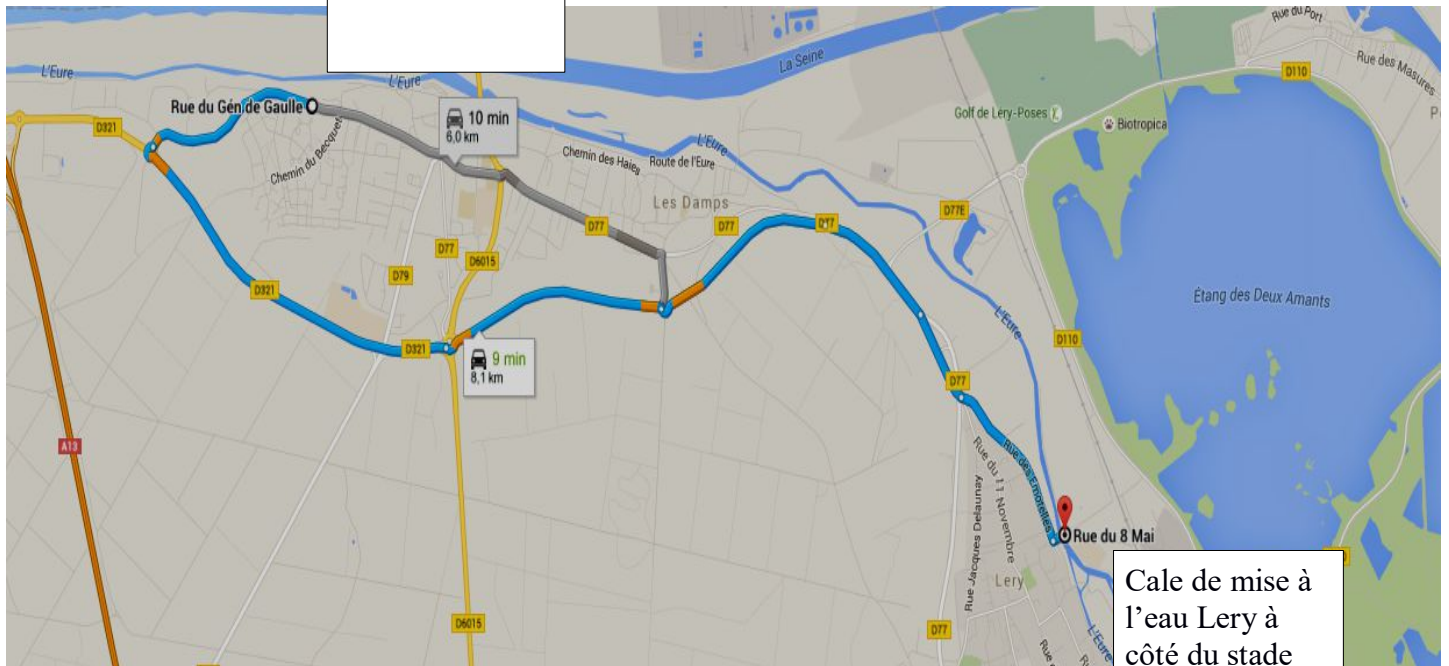 Rue du Port
Rue des Masures
D110
La Seine
L'Eure
L'Eure
Rue du Gén.de Gaulle
10 min
6,0 km
Golf de Léry-Poses
Biotropica
D321
Chemin du Becquet
Chemin des Haies
Route de l'Eure
L'Eure
Les Damps
D77
D77
D77
D77E
D77
D6015
D79
D321
Étang des Deux Amants
L'Eure
D110
D321
9 min
8,1 km
D77
A13
Rue des Emotelles
Rue du 11 Novembre
Rue Jacques Delaunay
Rue du 8 Mai
Lery
D6015
D77
L'Eure
Cale de mise à
l’eau Lery à
côté du stade